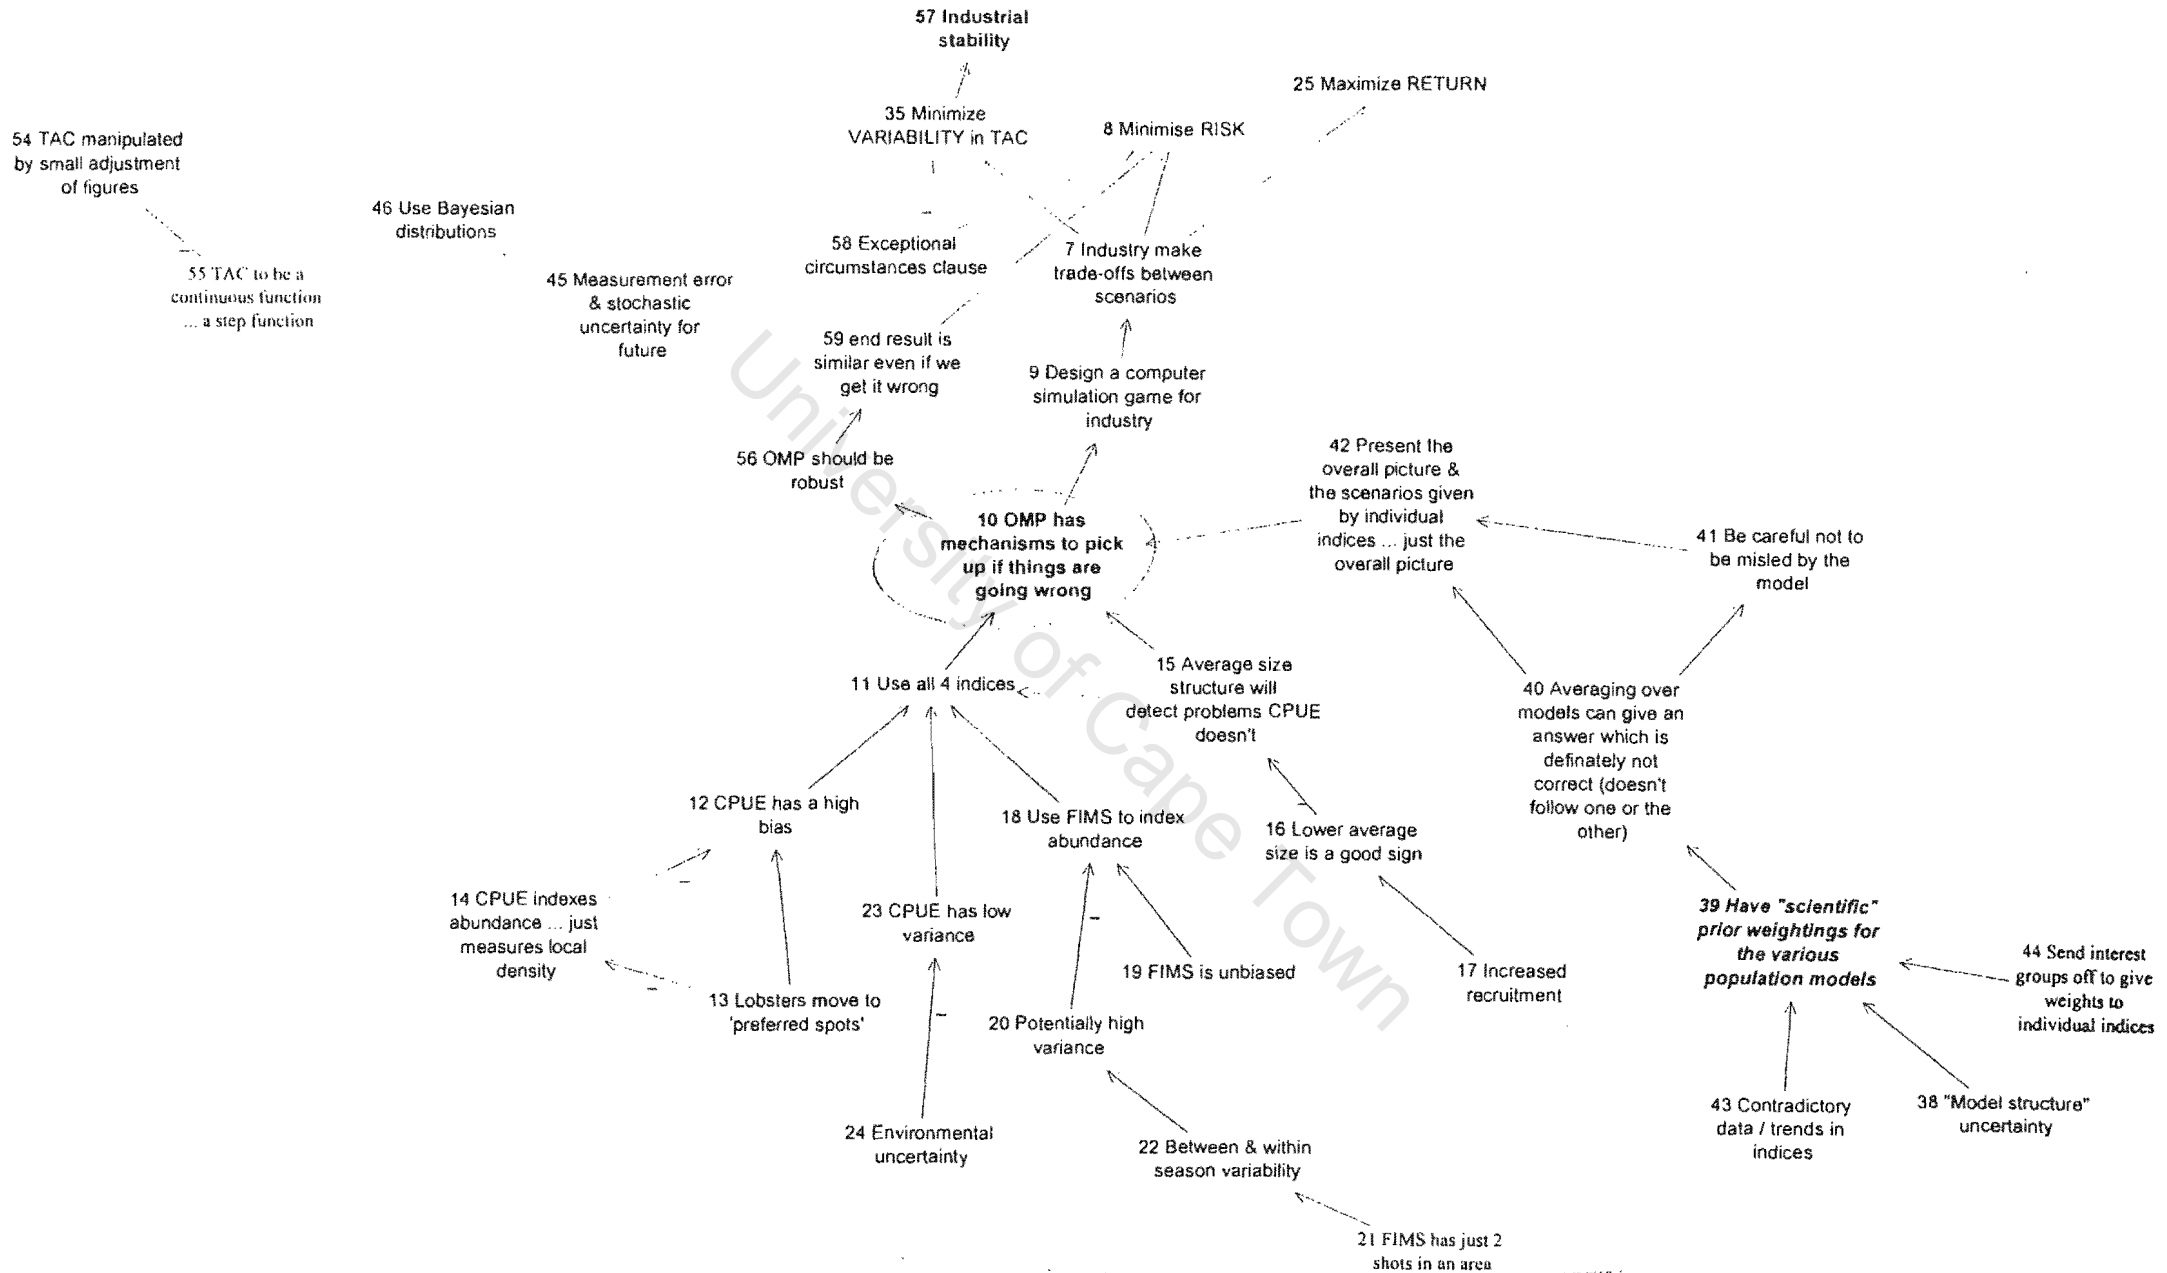 57 Industrial
stability
25 Maximize RETURN
35 Minimize
VARIABILITY in TAC
8 Minimise RISK
54 TAC manipulated
by small adjustment
of figures
46 Use Bayesian
distributions
58 Exceptional
circumstances clause
7 Industry make
trade-offs between
scenarios
55 TAC to be a
continuous function
... a step function
45 Measurement error
& stochastic
uncertainty for
future
59 end result is
similar even if we
get it wrong
9 Design a computer
simulation game for
industry
56 OMP should be
robust
42 Present the
overall picture &
the scenarios given
by individual
indices ... just the
overall picture
10 OMP has
mechanisms to pick
up if things are
going wrong
41 Be careful not to
be misled by the
model
11 Use all 4 indices
15 Average size
structure will
detect problems CPUE
doesn't
40 Averaging over
models can give an
answer which is
definately not
correct (doesn't
follow one or the
other)
12 CPUE has a high
bias
18 Use FIMS to index
abundance
16 Lower average
size is a good sign
14 CPUE indexes
abundance ... just
measures local
density
23 CPUE has low
variance
39 Have "scientific"
prior weightings for
the various
population models
44 Send interest
groups off to give
weights to
individual indices
13 Lobsters move to
'preferred spots'
19 FIMS is unbiased
17 Increased
recruitment
20 Potentially high
variance
43 Contradictory
data / trends in
indices
38 "Model structure"
uncertainty
24 Environmental
uncertainty
22 Between & within
season variability
21 FIMS has just 2
shots in an area
University of Cape Town